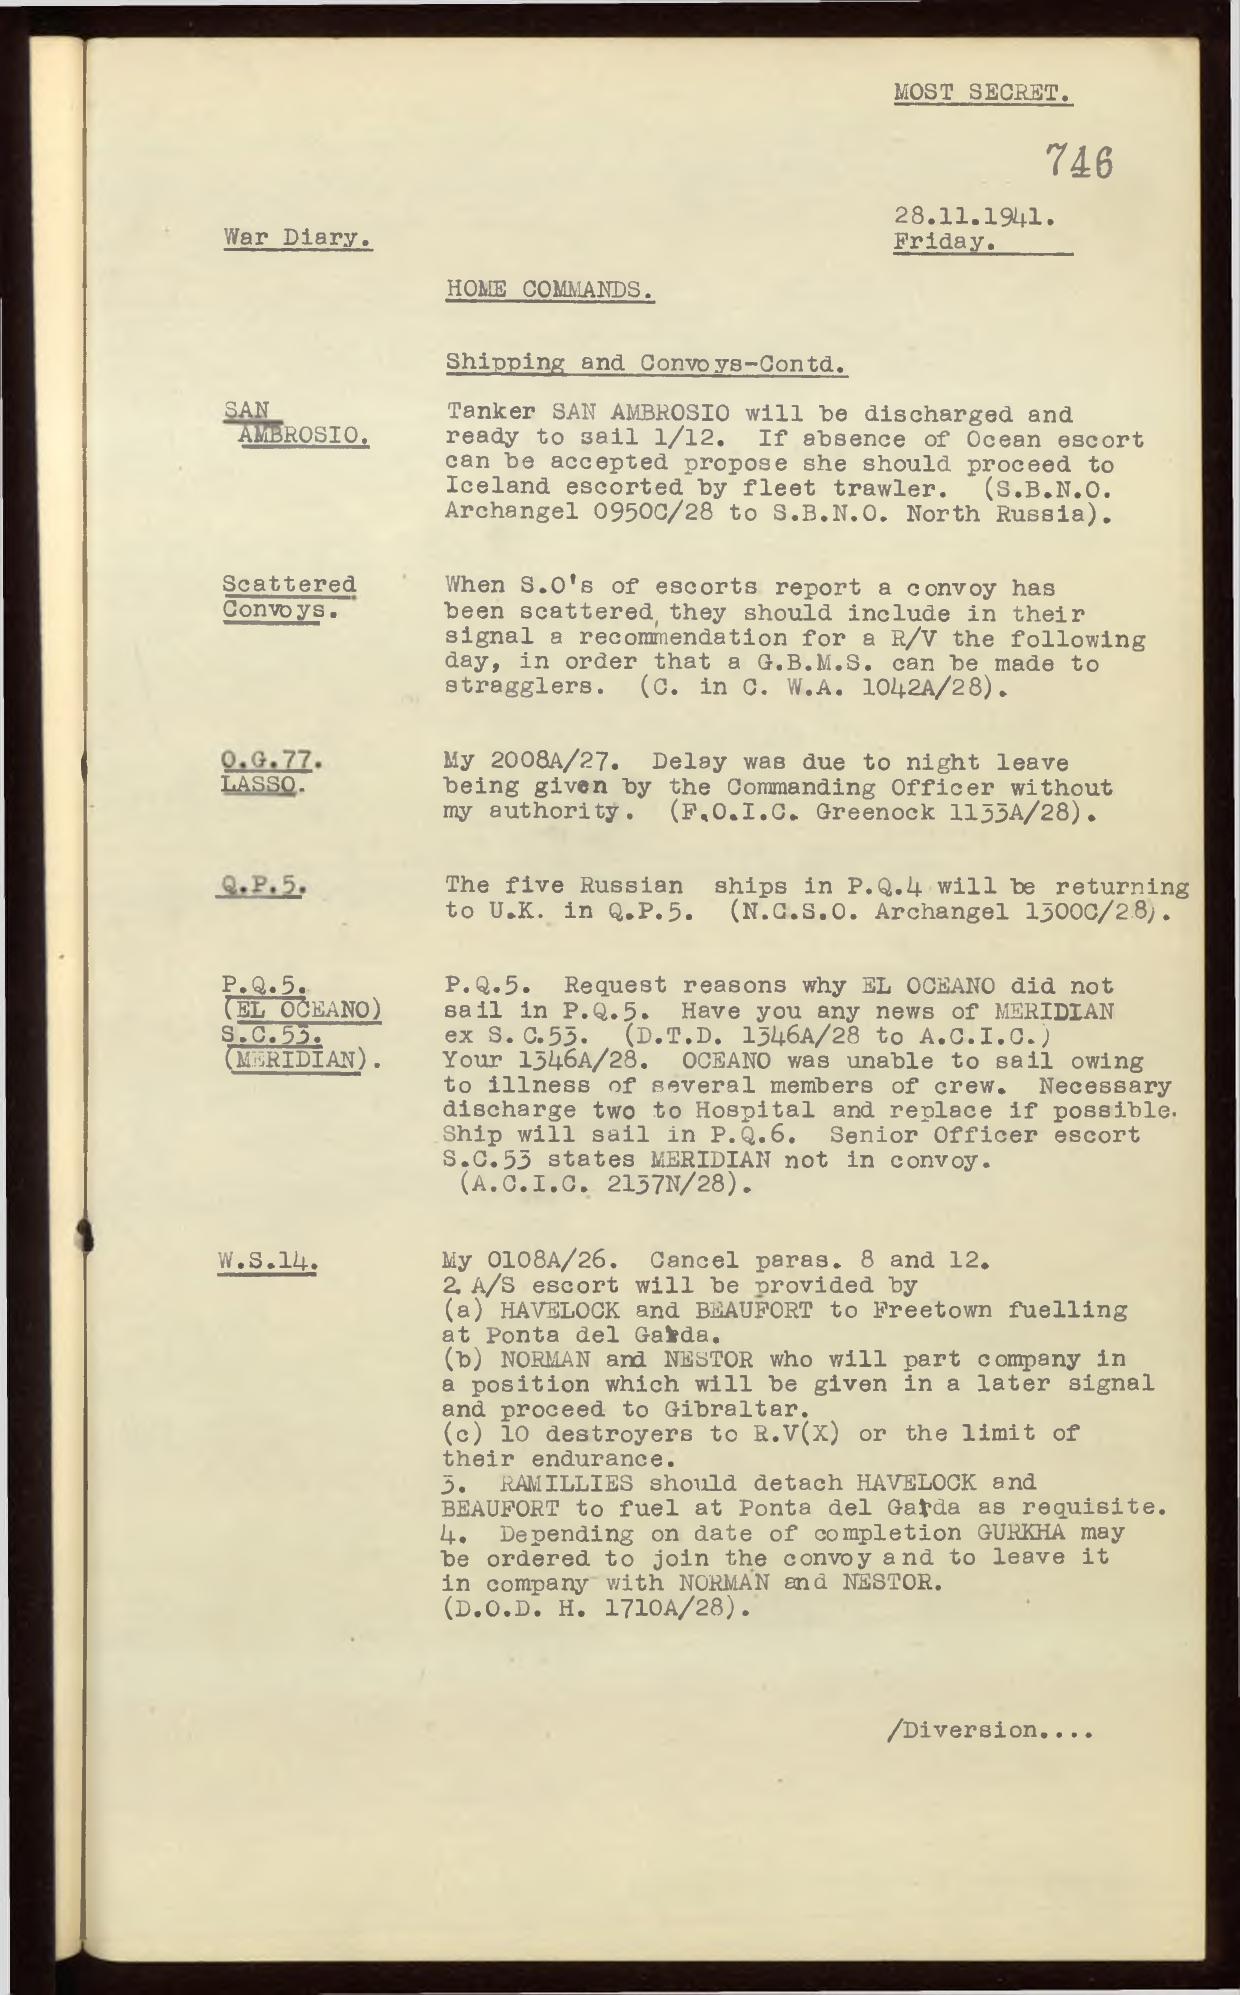 MOST SECRET.
746
28.11.1941.
War Diary.
Friday.
HOME COMMANDS.
Shipping and Convoys-Contd.
SAN
AMBROSIO.
Tanker SAN AMBROSIO will be discharged and
ready to sail 1/12. If absence of Ocean escort
can be accepted propose she should proceed to
Iceland escorted by fleet trawler. (S.B.N.O.
Archangel 0950C/28 to S.B.N.O. North Russia).
Scattered
Convoys.
When S.O's of escorts report a convoy has
been scattered, they should include in their
signal a recommendation for a R/V the following
day, in order that a G.B.M.S. can be made to
stragglers. (C. in C. W.A. 1042A/28).
O.G.77.
LASSO.
My 2008A/27. Delay was due to night leave
being given by the Commanding Officer without
my authority. (F.O.I.C. Greenock 1133A/28).
Q.P.5.
The five Russian ships in P.Q.4 will be returning
to U.K. in Q.P.5. (N.C.S.O. Archangel 1300C/28).
P.Q.5.
(EL OCEANO)
S.C.53.
(MERIDIAN).
P.Q.5. Request reasons why EL OCEANO did not
sail in P.Q.5. Have you any news of MERIDIAN
ex S.C.53. (D.T.D. 1346A/28 to A.C.I.C.)
Your 1346A/28. OCEANO was unable to sail owing
to illness of several members of crew. Necessary
discharge two to Hospital and replace if possible.
Ship will sail in P.Q.6. Senior Officer escort
S.C.53 states MERIDIAN not in convoy.
(A.C.I.C. 2137N/28).
W.S.14.
My 0108A/26. Cancel paras. 8 and 12.
2. A/S escort will be provided by
(a) HAVELOCK and BEAUFORT to Freetown fuelling
at Ponta del Garda.
(b) NORMAN and NESTOR who will part company in
a position which will be given in a later signal
and proceed to Gibraltar.
(c) 10 destroyers to R.V(X) or the limit of
their endurance.
3. RAMILLIES should detach HAVELOCK and
BEAUFORT to fuel at Ponta del Garda as requisite.
4. Depending on date of completion GURKHA may
be ordered to join the convoy and to leave it
in company with NORMAN and NESTOR.
(D.O.D. H. 1710A/28).
/Diversion....